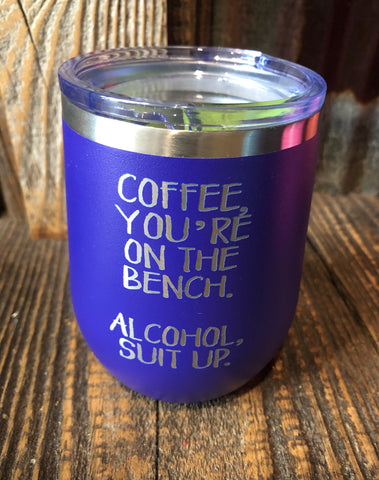 COFFEE,
YOU'RE
ON THE
BENCH.
ALCOHOL,
SUIT UP.